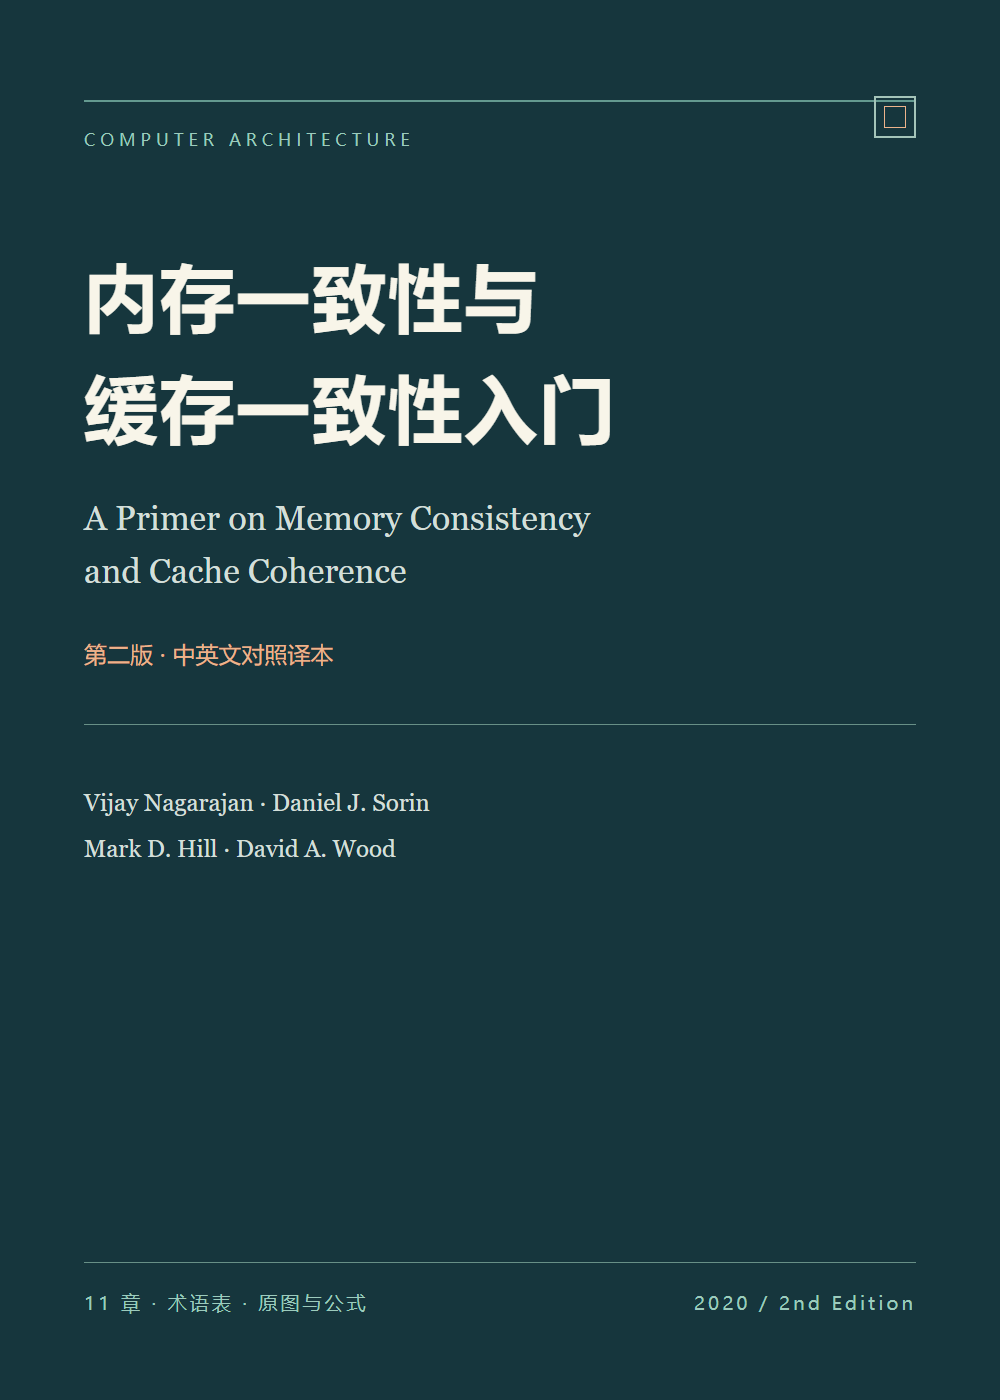 COMPUTER ARCHITECTURE
内存一致性与
缓存一致性入门
A Primer on Memory Consistency
and Cache Coherence
第二版 · 中英文对照译本
Vijay Nagarajan · Daniel J. Sorin
Mark D. Hill · David A. Wood
11 章 · 术语表 · 原图与公式
2020 / 2nd Edition